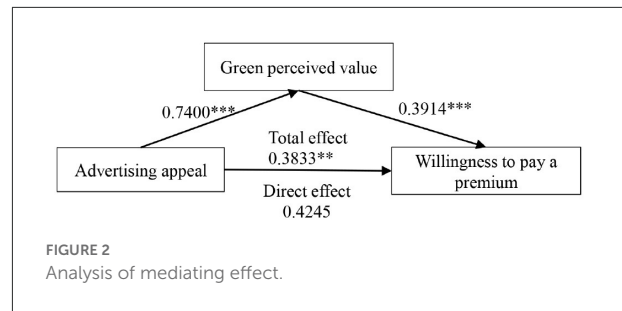 Green perceived value
0.7400***
0.3914***
Total effect
0.3833**
Advertising appeal
Willingness to pay a
premium
Direct effect
0.4245
FIGURE 2
Analysis of mediating effect.